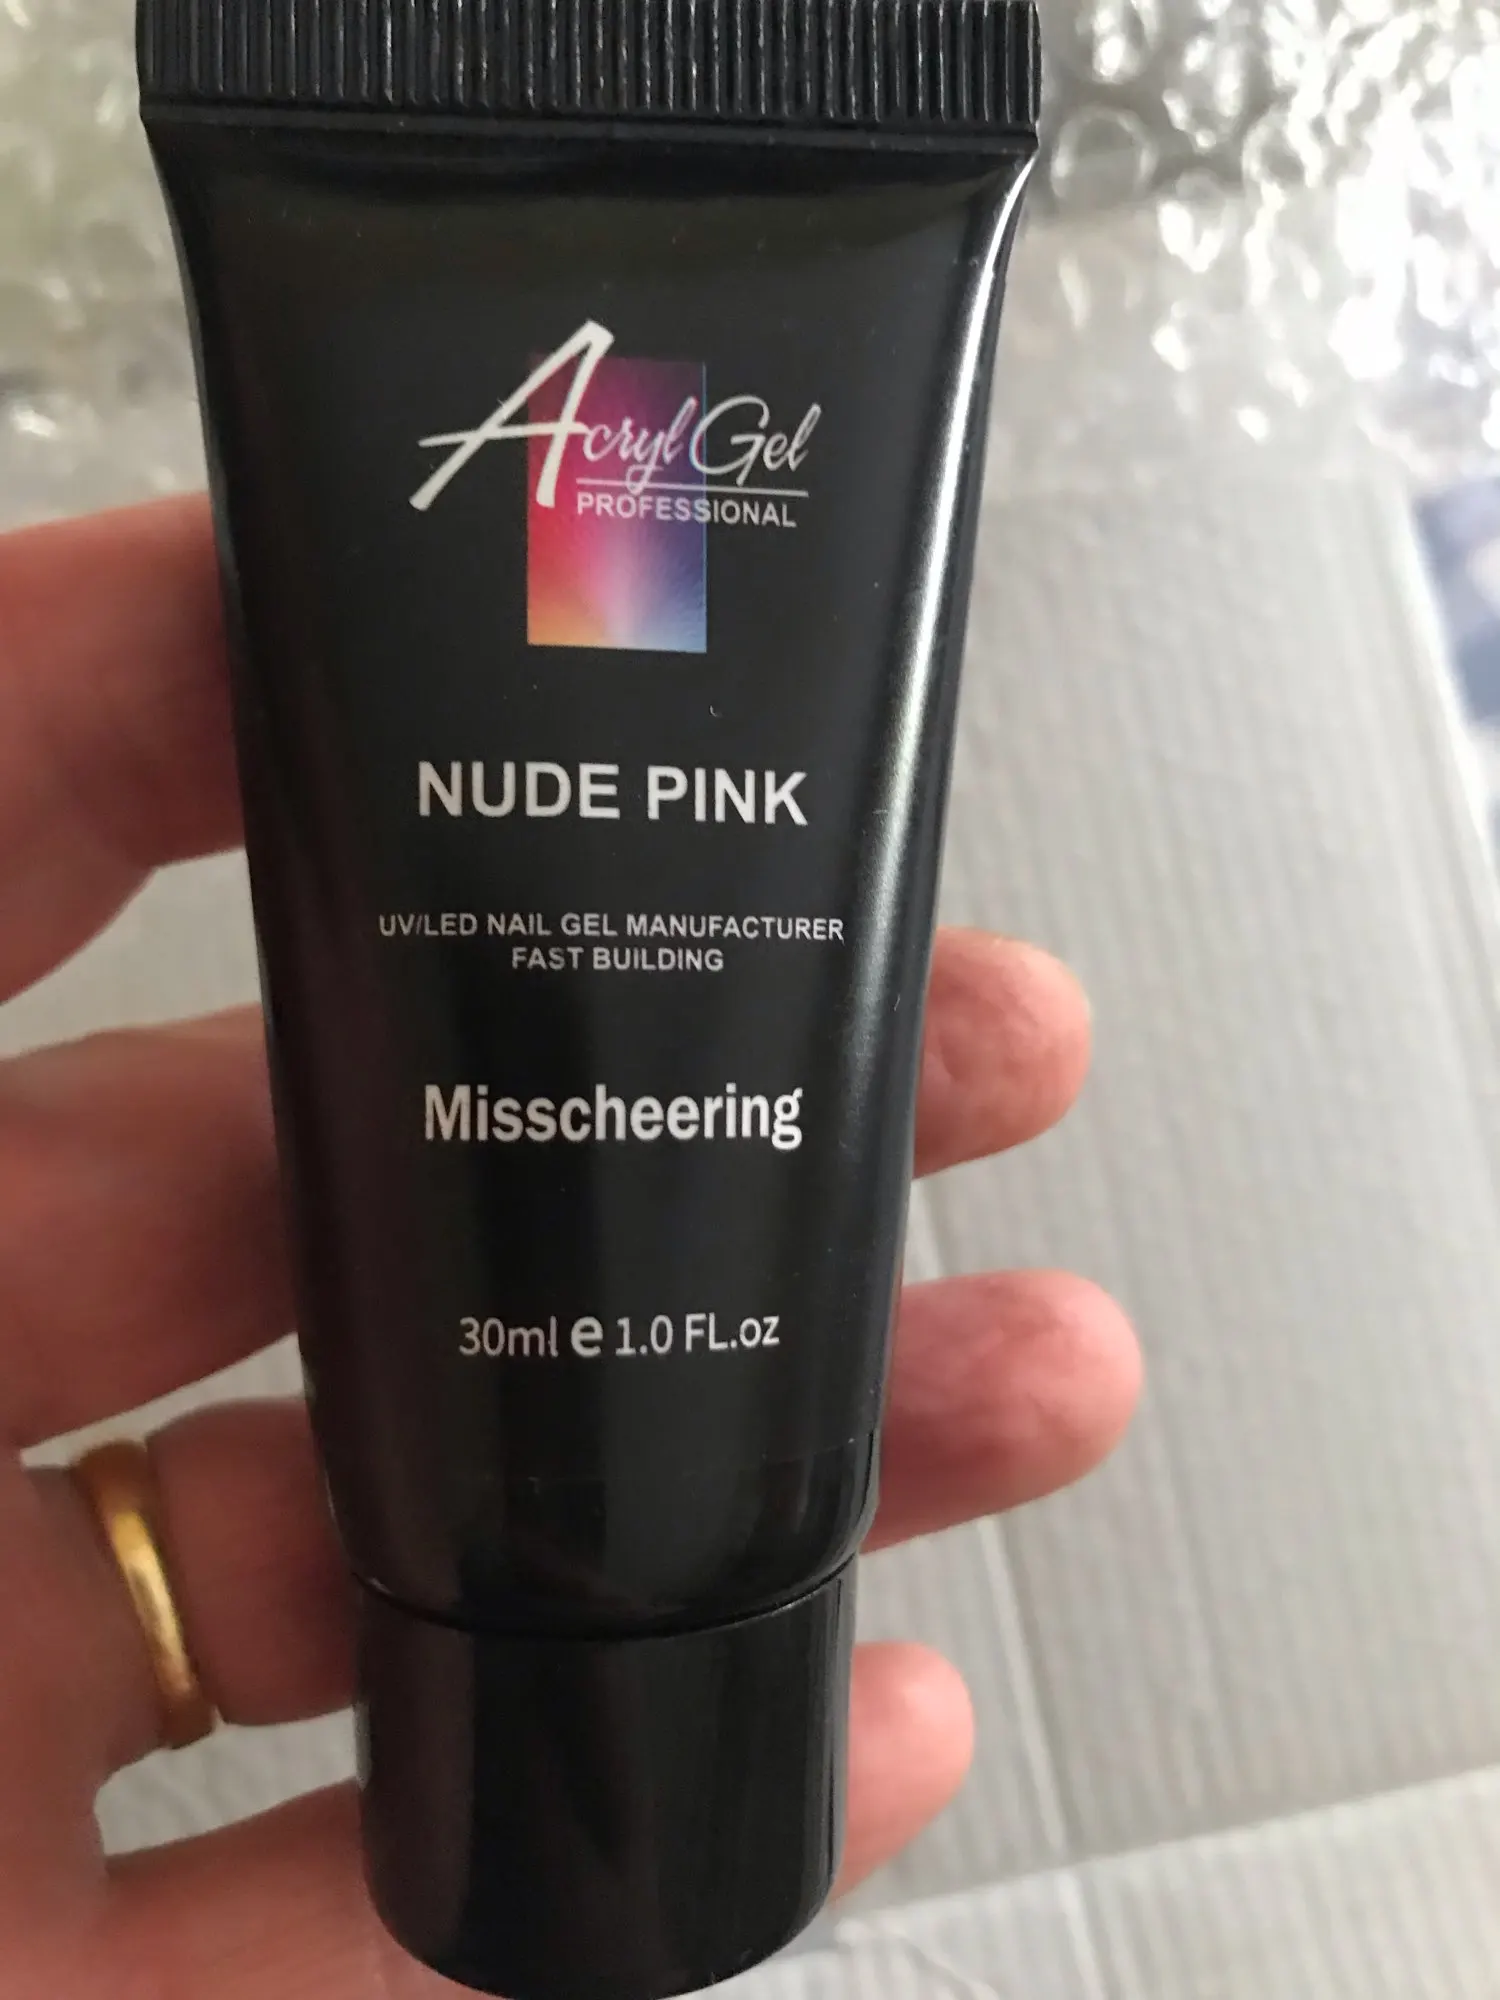 Acryl Gel
PROFESSIONAL
NUDE PINK
UV/LED NAIL GEL MANUFACTURER
FAST BUILDING
Misscheering
30ml e 1.0 FL.oz